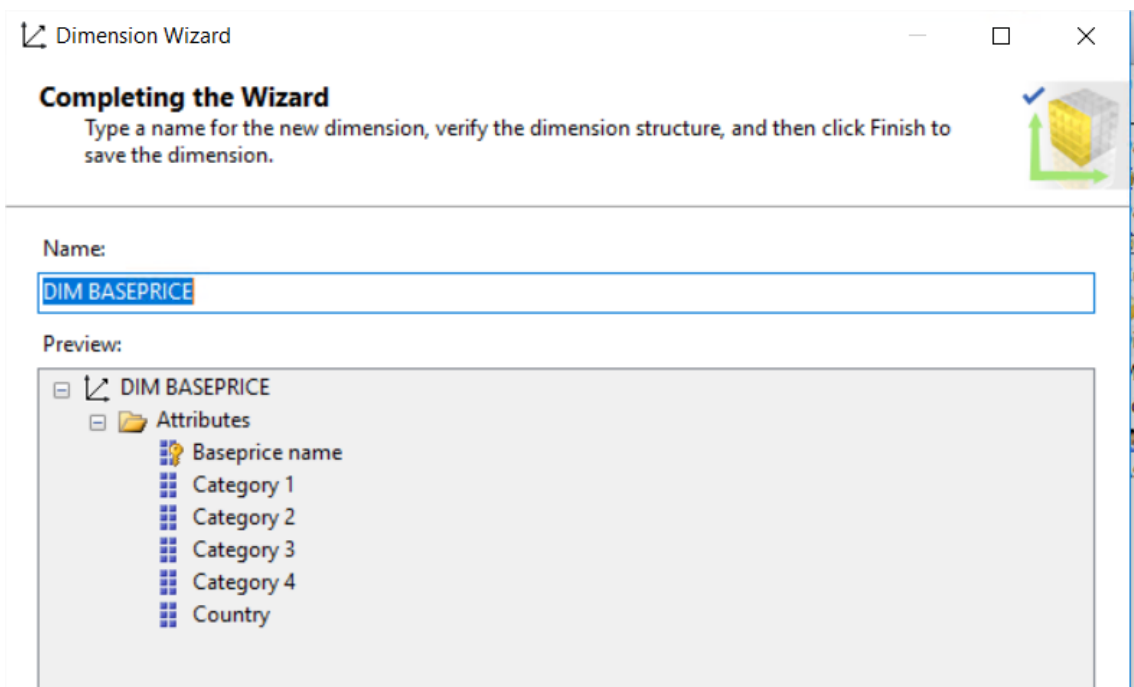 Dimension Wizard
Completing the Wizard
Type a name for the new dimension, verify the dimension structure, and then click Finish to
save the dimension.
Name:
DIM BASEPRICE
Preview:
DIM BASEPRICE
Attributes
Baseprice name
Category 1
Category 2
Category 3
Category 4
Country